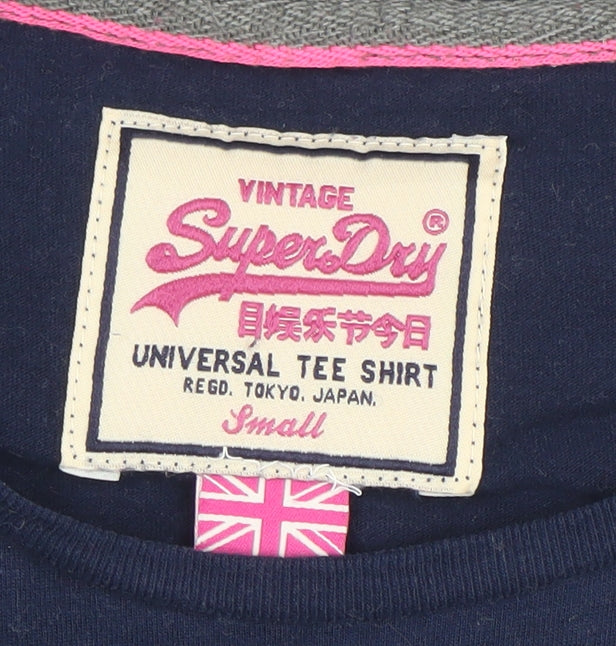 VINTAGE
SuperDry®
目娱乐节今日
UNIVERSAL TEE SHIRT
REGD. TOKYO. JAPAN.
Small